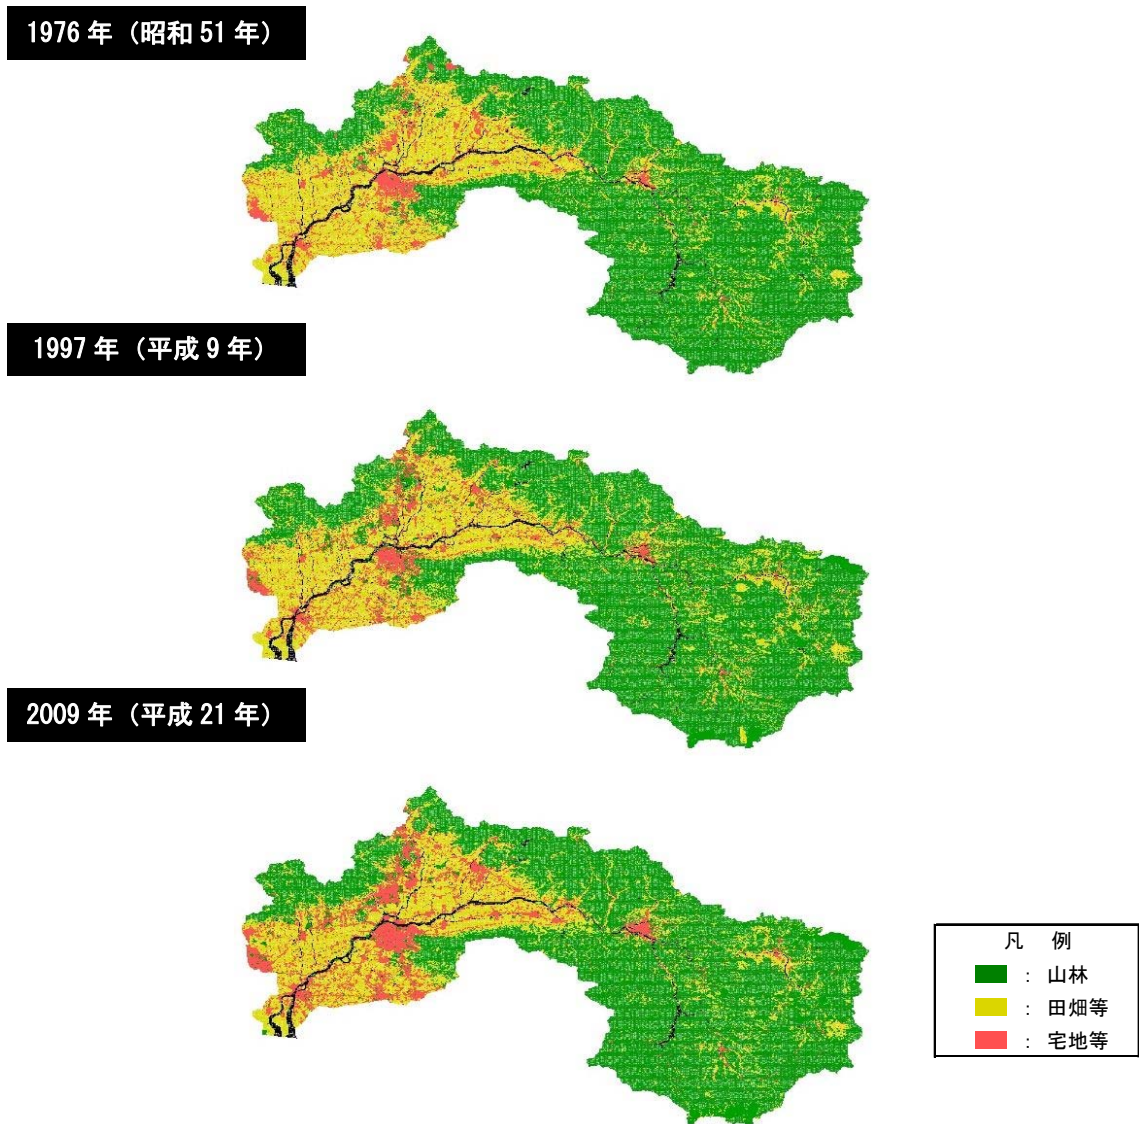 1976 年（昭和 51 年）
1997 年（平成 9 年）
2009 年（平成 21 年）
凡 例
： 山林
： 田畑等
： 宅地等